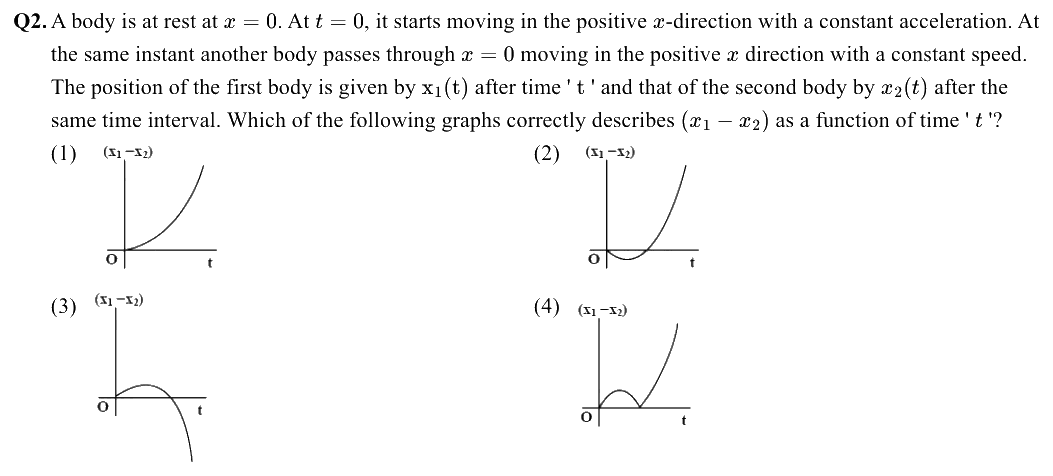 Q2. A body is at rest at x = 0. At t = 0, it starts moving in the positive x-direction with a constant acceleration. At
the same instant another body passes through x = 0 moving in the positive x direction with a constant speed.
The position of the first body is given by x₁(t) after time ' t ' and that of the second body by x₂(t) after the
same time interval. Which of the following graphs correctly describes (x₁ − x₂) as a function of time ' t '?
(1) (x₁ −x₂)
O t
(2) (x₁ −x₂)
O t
(3) (x₁ −x₂)
O t
(4) (x₁ −x₂)
O t